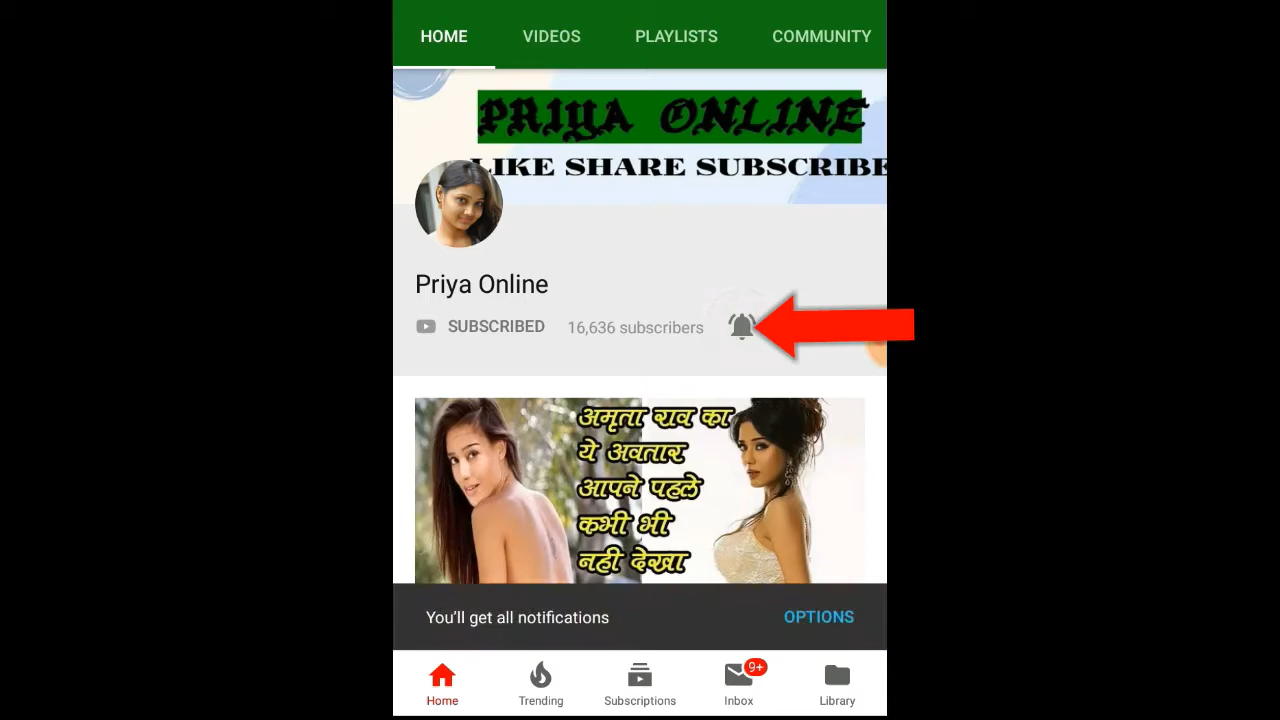 HOME VIDEOS PLAYLISTS COMMUNITY
PRIYA ONLINE
LIKE SHARE SUBSCRIBE
Priya Online
SUBSCRIBED 16,636 subscribers
अमृता राव का
ये अवतार
आपने पहले
कभी भी
नही देखा
You'll get all notifications OPTIONS
9+
Home Trending Subscriptions Inbox Library